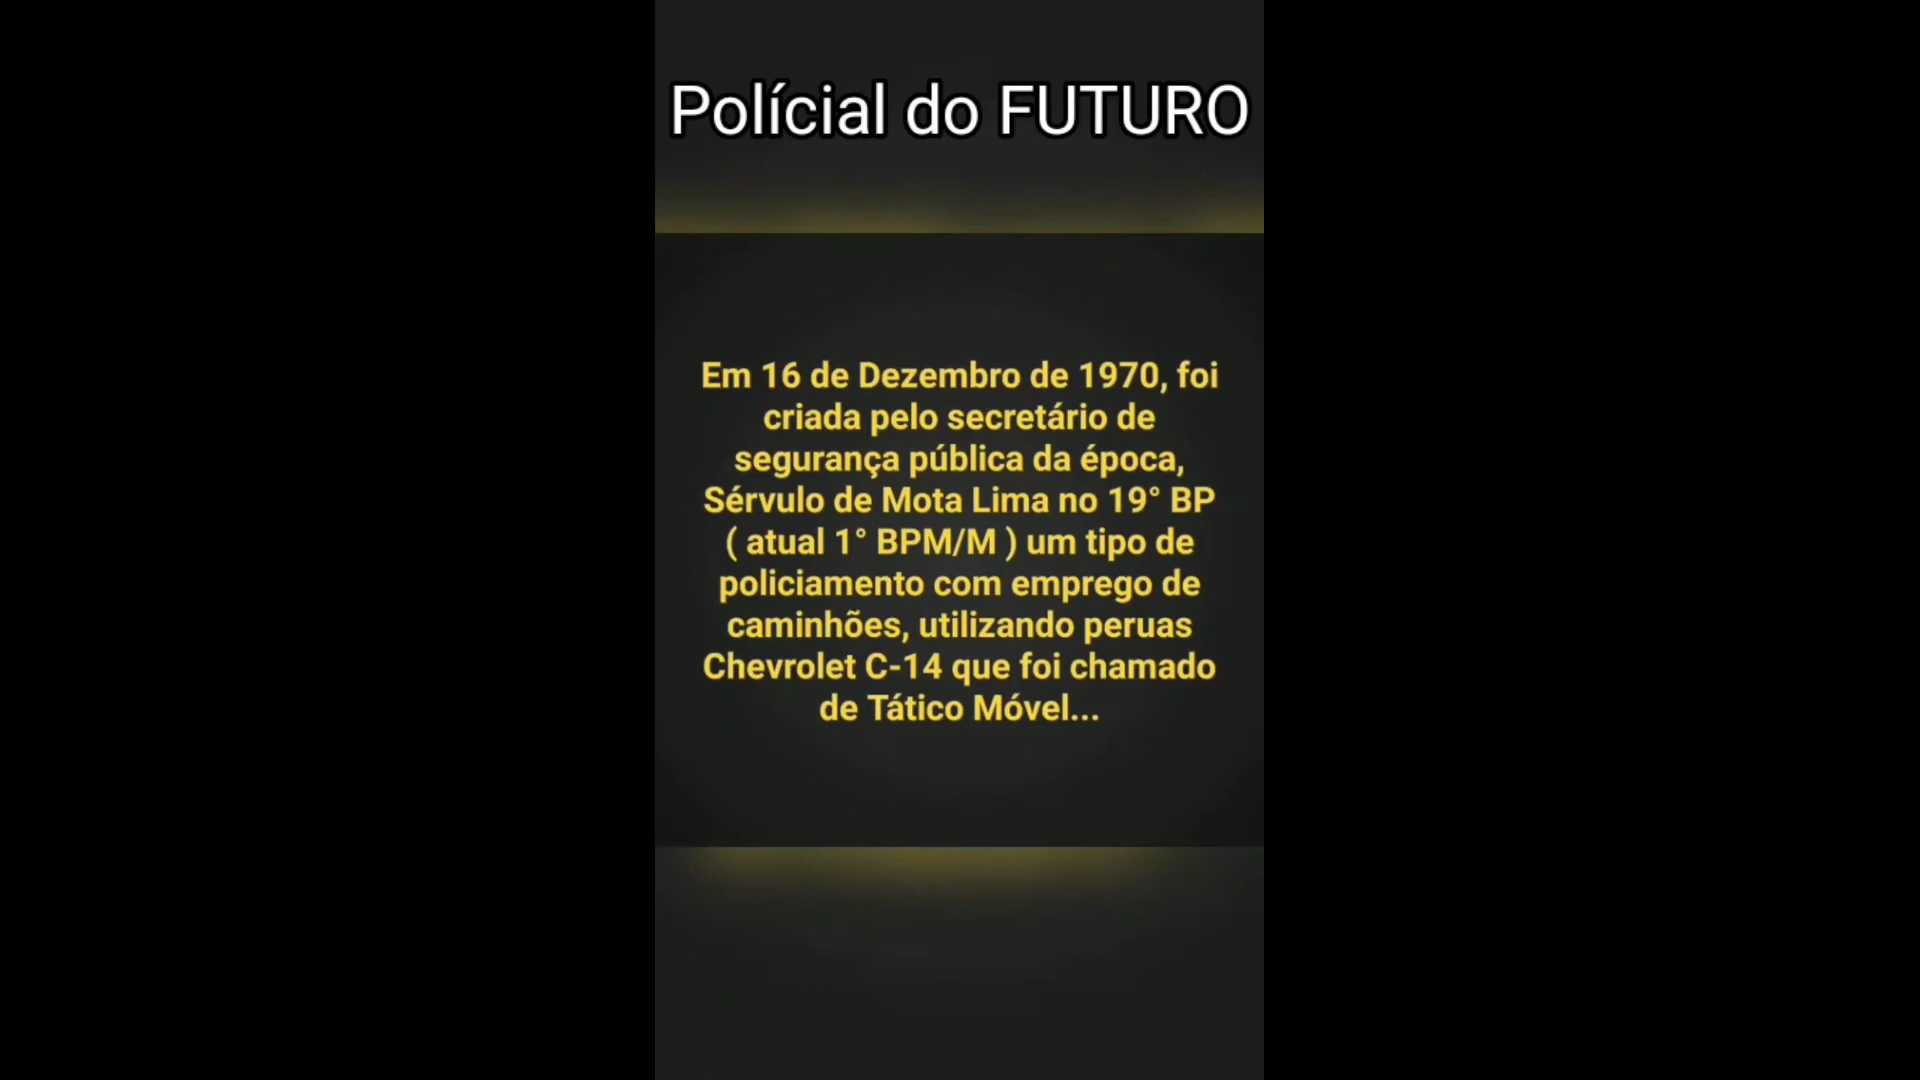 Polícial do FUTURO
Em 16 de Dezembro de 1970, foi
criada pelo secretário de
segurança pública da época,
Sérvulo de Mota Lima no 19° BP
( atual 1° BPM/M ) um tipo de
policiamento com emprego de
caminhões, utilizando peruas
Chevrolet C-14 que foi chamado
de Tático Móvel...